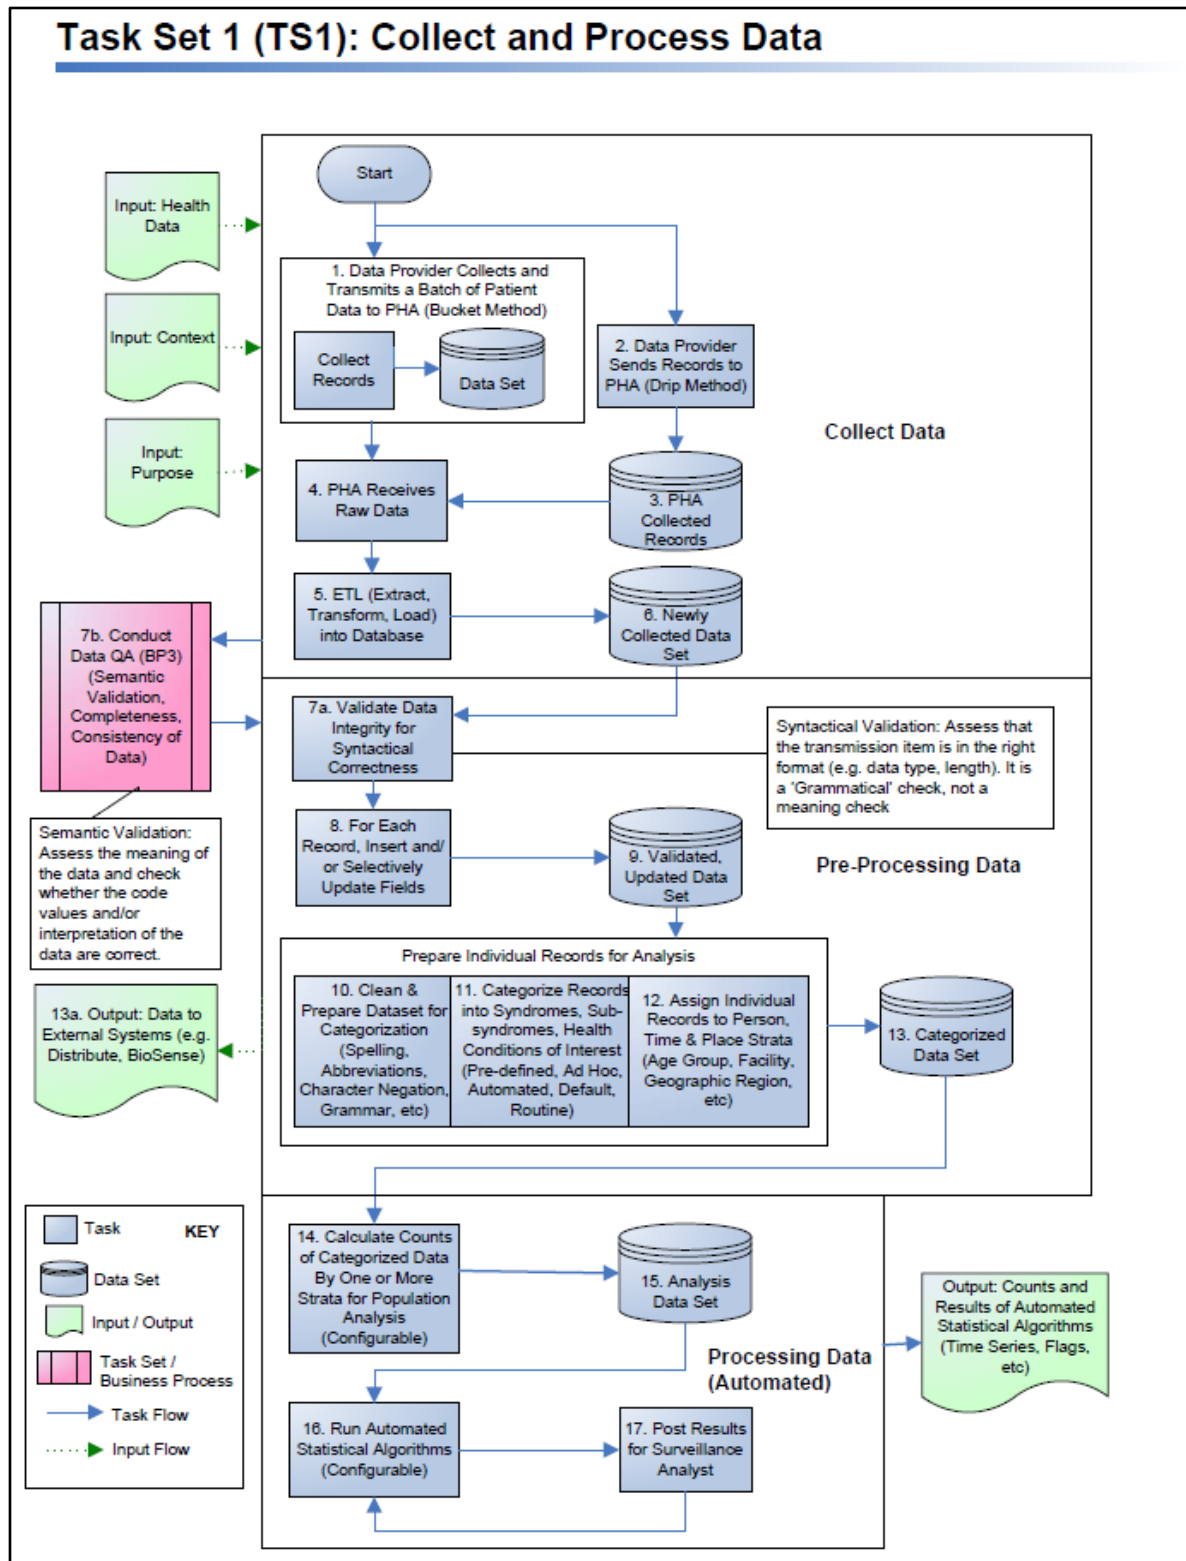 Task Set 1 (TS1): Collect and Process Data
Start
Input: Health
Data
Input: Context
Input:
Purpose
1. Data Provider Collects and
Transmits a Batch of Patient
Data to PHA (Bucket Method)
Collect
Records
Data Set
2. Data Provider
Sends Records to
PHA (Drip Method)
Collect Data
3. PHA
Collected
Records
4. PHA Receives
Raw Data
5. ETL (Extract,
Transform, Load)
into Database
6. Newly
Collected Data
Set
7b. Conduct
Data QA (BP3)
(Semantic
Validation,
Completeness,
Consistency of
Data)
7a. Validate Data
Integrity for
Syntactical
Correctness
Syntactical Validation: Assess that
the transmission item is in the right
format (e.g. data type, length). It is
a 'Grammatical' check, not a
meaning check
Semantic Validation:
Assess the meaning of
the data and check
whether the code
values and/or
interpretation of the
data are correct.
8. For Each
Record, Insert and/
or Selectively
Update Fields
9. Validated,
Updated Data
Set
Pre-Processing Data
Prepare Individual Records for Analysis
10. Clean &
Prepare Dataset for
Categorization
(Spelling,
Abbreviations,
Character Negation,
Grammar, etc)
11. Categorize Records
into Syndromes, Sub-
syndromes, Health
Conditions of Interest
(Pre-defined, Ad Hoc,
Automated, Default,
Routine)
12. Assign Individual
Records to Person,
Time & Place Strata
(Age Group, Facility,
Geographic Region,
etc)
13. Categorized
Data Set
13a. Output: Data to
External Systems (e.g.
Distribute, BioSense)
KEY
Task
Data Set
Input / Output
Task Set /
Business Process
Task Flow
Input Flow
14. Calculate Counts
of Categorized Data
By One or More
Strata for Population
Analysis
(Configurable)
15. Analysis
Data Set
Processing Data
(Automated)
Output: Counts and
Results of Automated
Statistical Algorithms
(Time Series, Flags,
etc)
16. Run Automated
Statistical Algorithms
(Configurable)
17. Post Results
for Surveillance
Analyst